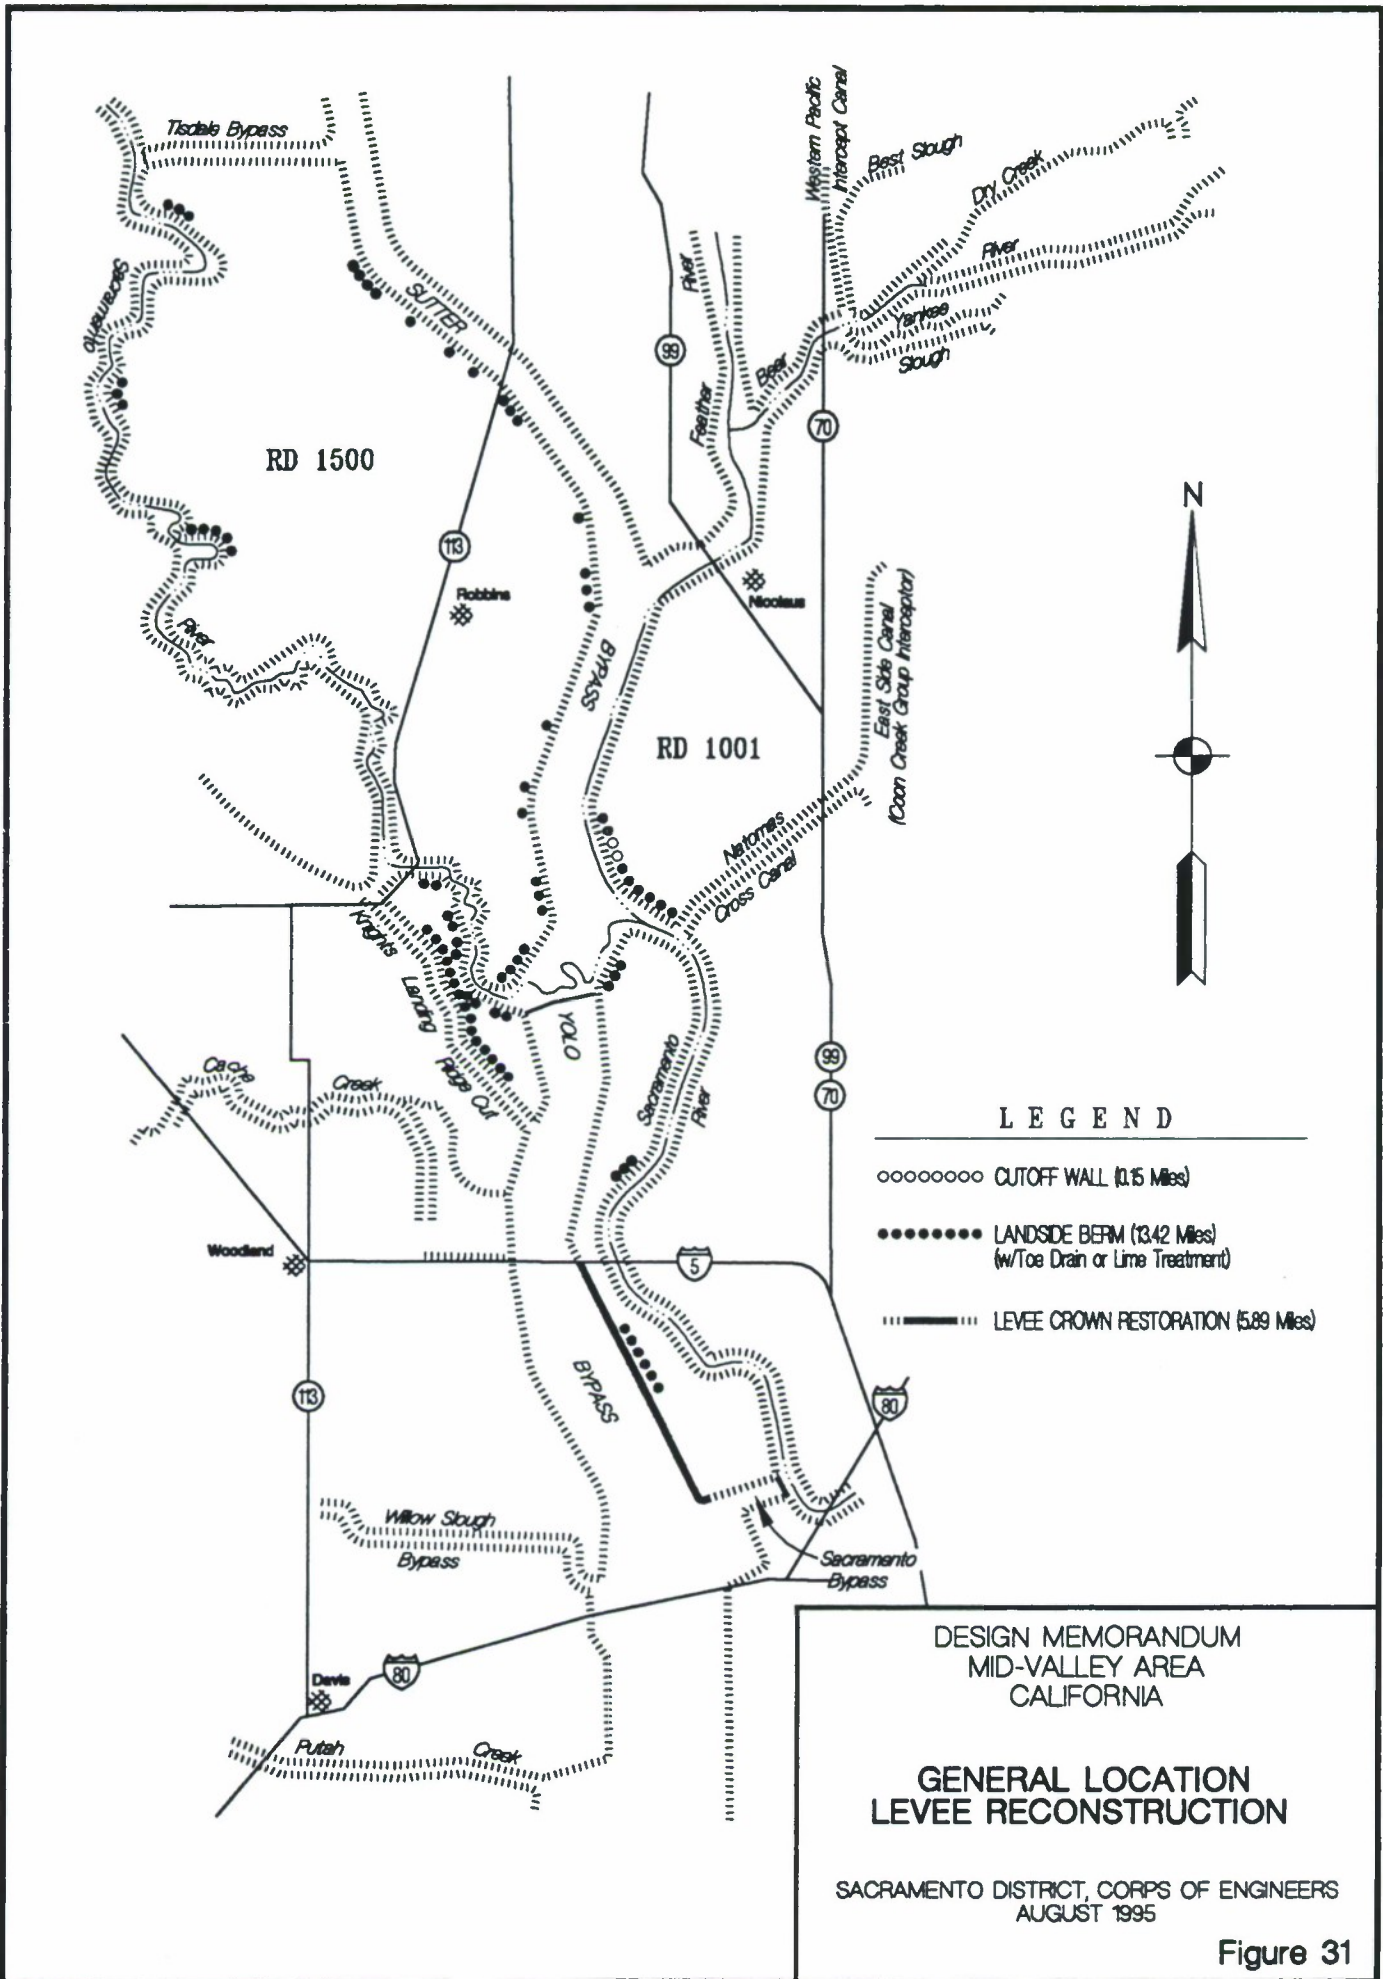 Tisdale Bypass
Western Pacific
Intercept Canal
Best Slough
Dry Creek
River
Yankee
Slough
Sacramento
SUTTER
River
Feather
Bear
99
70
RD 1500
113
Robbins
Nicolaus
River
BYPASS
RD 1001
East Side Canal
(Coon Creek Group Interceptor)
Natomas
Cross Canal
N
Knights
Landing
Ridge Cut
YOLO
Sacramento
River
Cache
Creek
99
70
Woodland
5
LEGEND
CUTOFF WALL (0.15 Miles)
LANDSIDE BERM (13.42 Miles)
(w/Toe Drain or Lime Treatment)
LEVEE CROWN RESTORATION (5.89 Miles)
113
BYPASS
80
Willow Slough
Bypass
Sacramento
Bypass
Davis
80
Putah
Creek
DESIGN MEMORANDUM
MID-VALLEY AREA
CALIFORNIA
GENERAL LOCATION
LEVEE RECONSTRUCTION
SACRAMENTO DISTRICT, CORPS OF ENGINEERS
AUGUST 1995
Figure 31